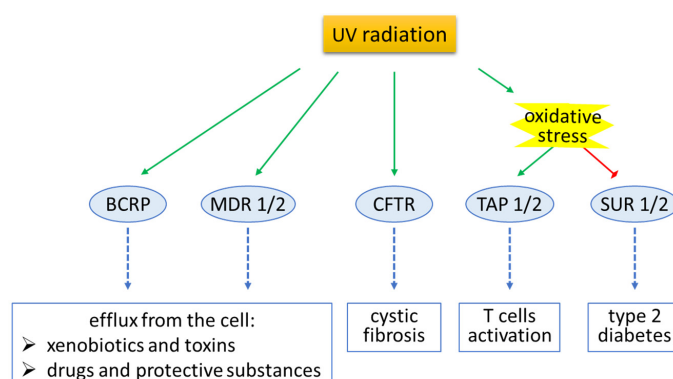 UV radiation
oxidative
stress
BCRP
MDR 1/2
CFTR
TAP 1/2
SUR 1/2
efflux from the cell:
➢ xenobiotics and toxins
➢ drugs and protective substances
cystic
fibrosis
T cells
activation
type 2
diabetes